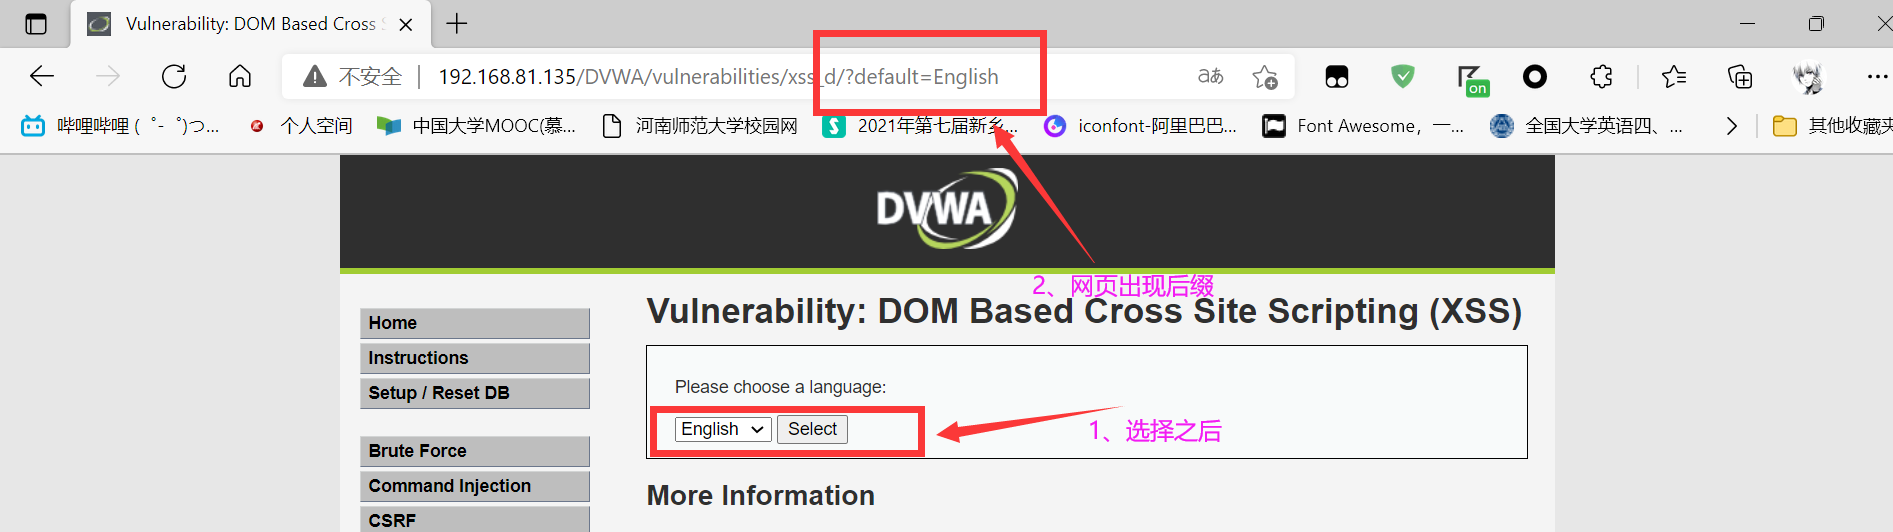 Vulnerability: DOM Based Cross S
不安全 | 192.168.81.135/DVWA/vulnerabilities/xss_d/?default=English
aあ
on
哔哩哔哩 ( ゜- ゜)つ...
个人空间
中国大学MOOC(慕...
河南师范大学校园网
2021年第七届新乡...
iconfont-阿里巴巴...
Font Awesome，一...
全国大学英语四、...
其他收藏夹
DVWA
2、网页出现后缀
Vulnerability: DOM Based Cross Site Scripting (XSS)
Home
Instructions
Setup / Reset DB
Brute Force
Command Injection
CSRF
Please choose a language:
English
Select
1、选择之后
More Information